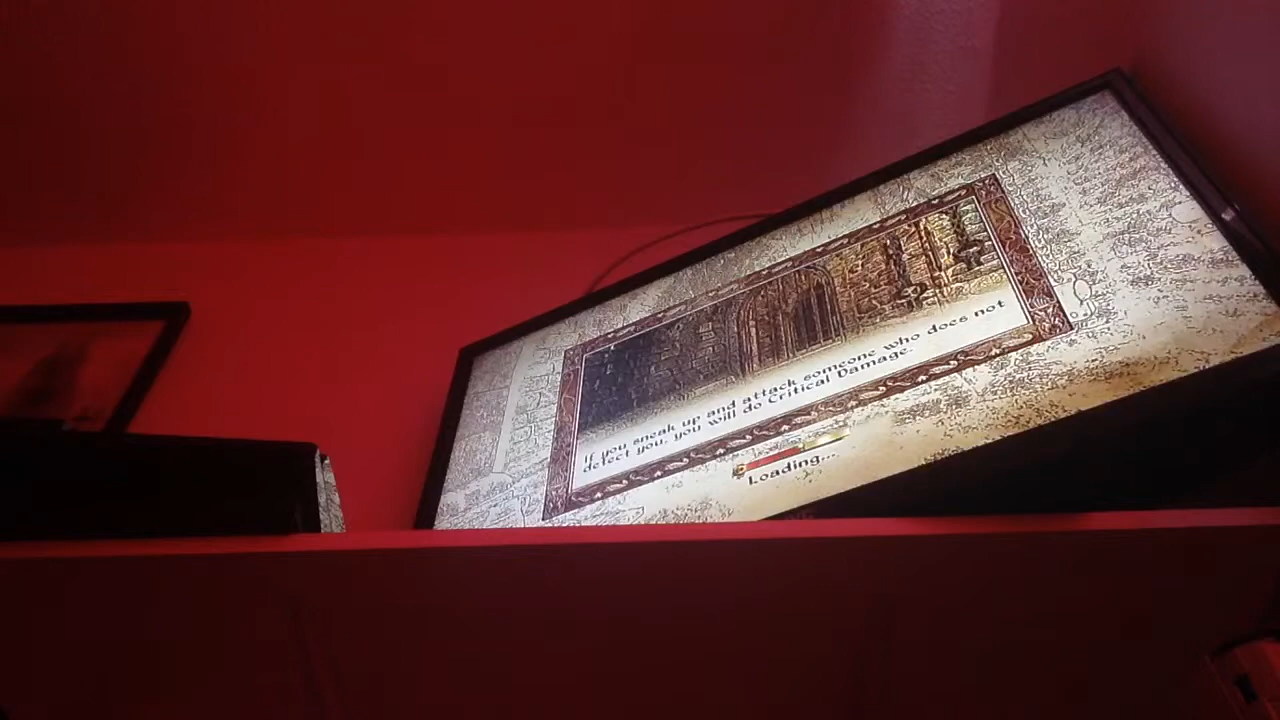 If you sneak up and attack someone who does not
detect you, you will do Critical Damage.
Loading...